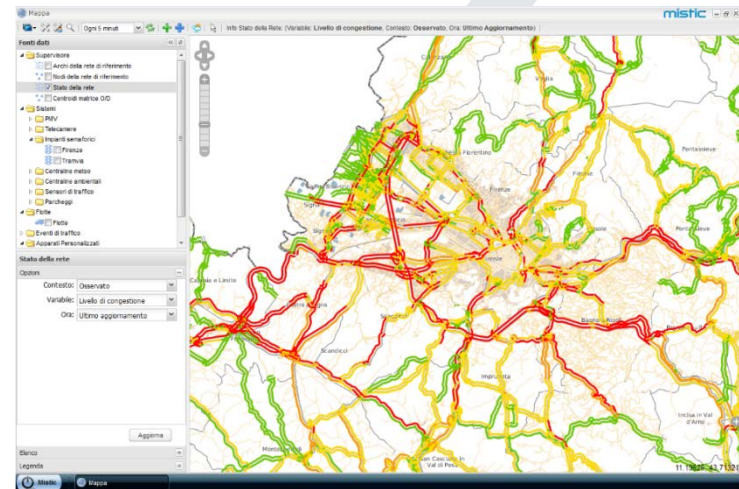 Mappa
mistic
Ogni 5 minuti
Info Stato della Rete: (Variabile: Livello di congestione, Contesto: Osservato, Ora: Ultimo Aggiornamento)
Fonti dati
Supervisore
Archi della rete di riferimento
Nodi della rete di riferimento
Stato della rete
Centroidi matrice O/D
Sistemi
PMV
Telecamere
Impianti semaforici
Firenze
Tramvia
Centraline meteo
Centraline ambientali
Sensori di traffico
Parcheggi
Flotte
Flotte
Eventi di traffico
Apparati Personalizzati
Stato della rete
Opzioni
Contesto: Osservato
Variabile: Livello di congestione
Ora: Ultimo aggiornamento
Aggiorna
Elenco
Legenda
Vaglia
Fiorentino
Pontassieve
Fiesole
Firenze
Signa
Pontassieve
Scandicci
Scandicci
Bagno a Ripoli
Impruneta
Incisa in Val
d'Arno
San Casciano in
Val di Pesa
Mistic
Mappa